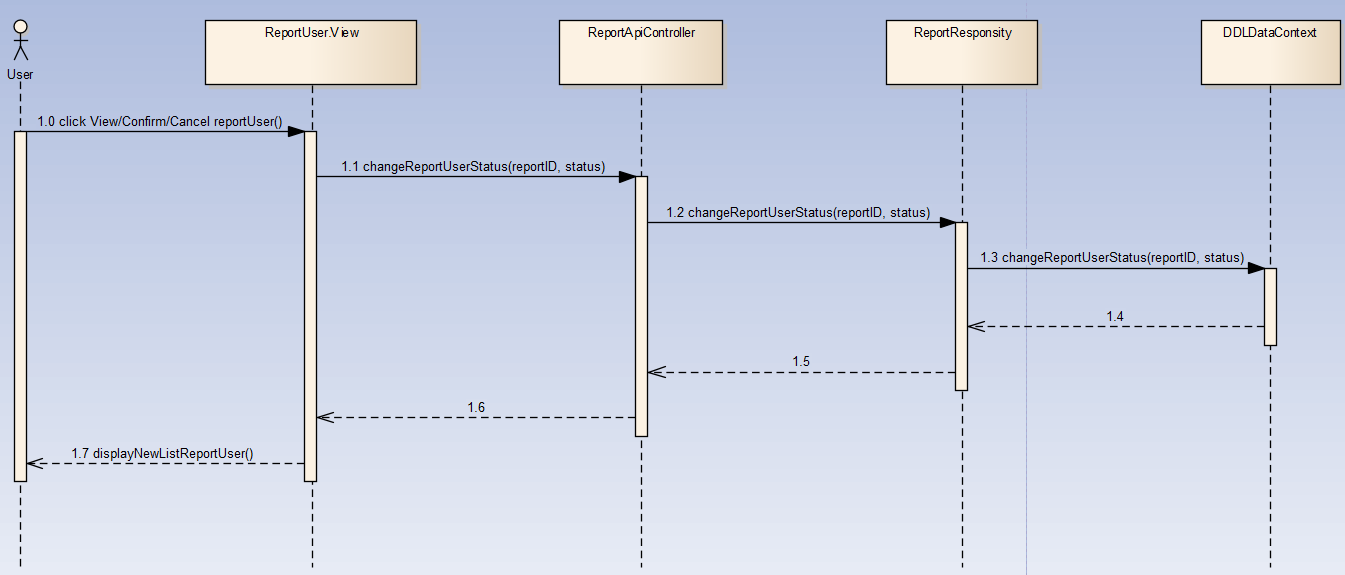 User
ReportUser.View
ReportApiController
ReportResponsity
DDLDataContext
1.0 click View/Confirm/Cancel reportUser()
1.1 changeReportUserStatus(reportID, status)
1.2 changeReportUserStatus(reportID, status)
1.3 changeReportUserStatus(reportID, status)
1.4
1.5
1.6
1.7 displayNewListReportUser()